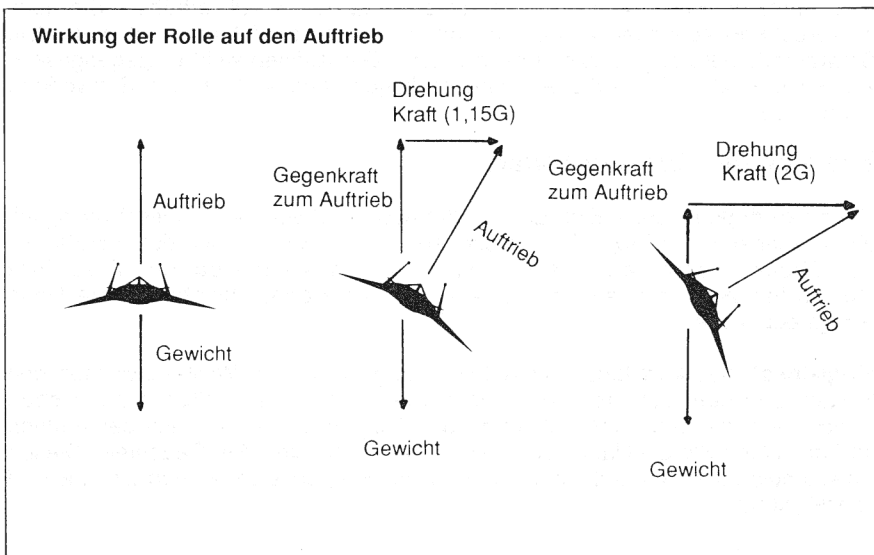 Wirkung der Rolle auf den Auftrieb
Auftrieb
Gewicht
Drehung
Kraft (1,15G)
Gegenkraft
zum Auftrieb
Auftrieb
Gewicht
Drehung
Kraft (2G)
Gegenkraft
zum Auftrieb
Auftrieb
Gewicht